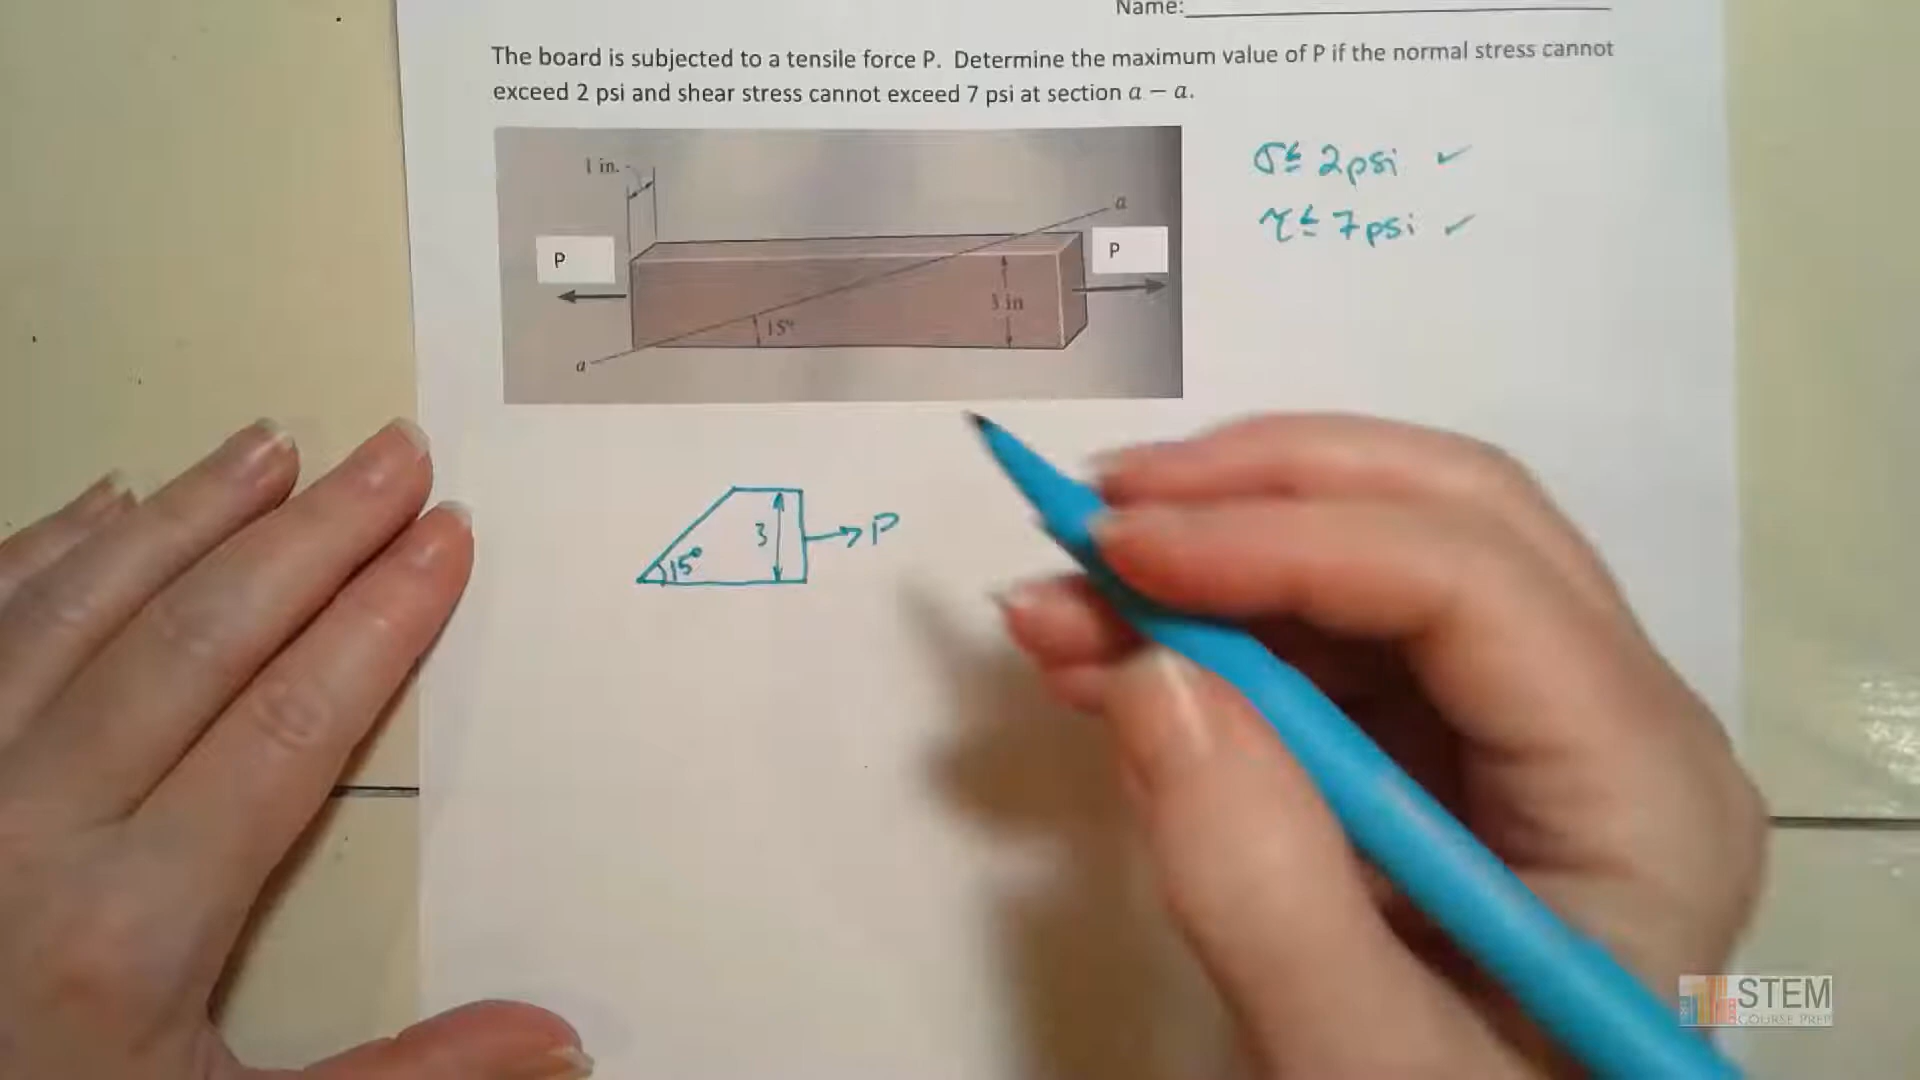 Name:
The board is subjected to a tensile force P. Determine the maximum value of P if the normal stress cannot
exceed 2 psi and shear stress cannot exceed 7 psi at section a – a.
1 in.
a
P
P
3 in
15°
a
σ≤ 2psi ✓
τ≤ 7psi ✓
3
15°
P
STEM
COURSE PREP